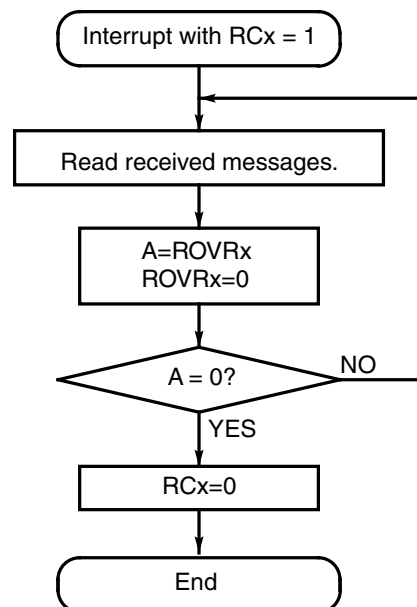 Interrupt with RCx = 1
Read received messages.
A=ROVRx
ROVRx=0
A = 0?
NO
YES
RCx=0
End